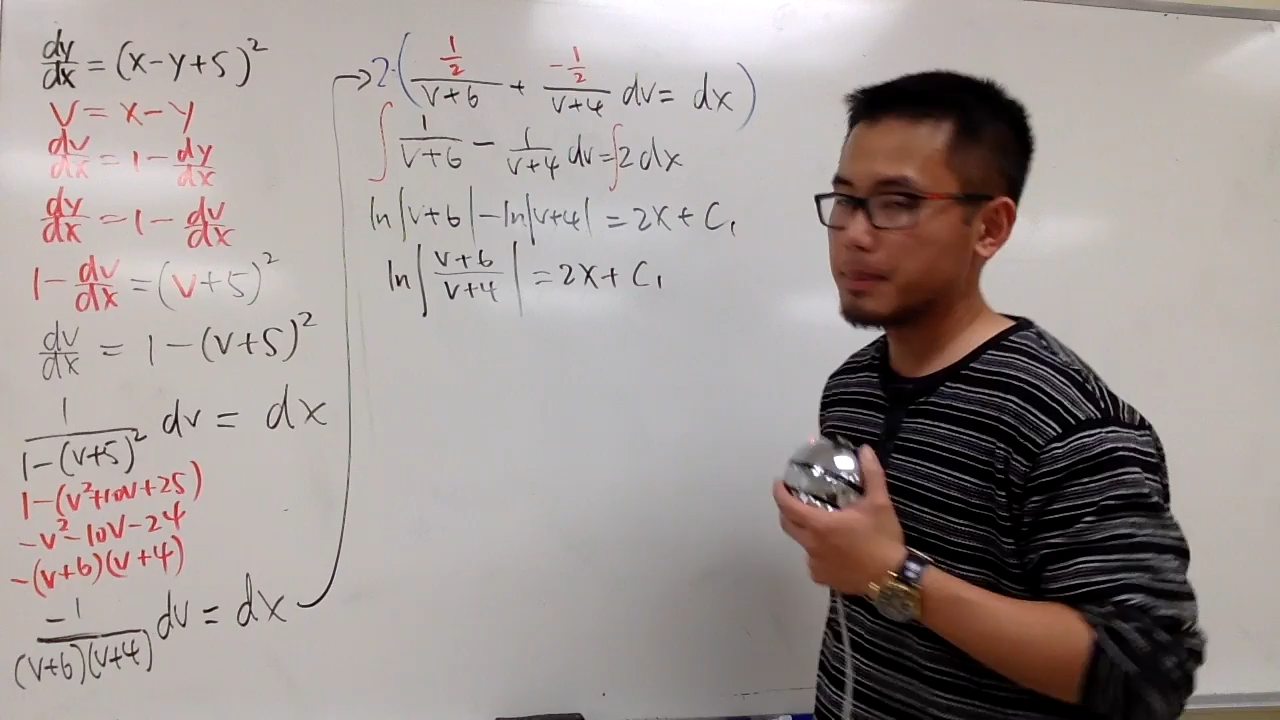 dy/dx = (x-y+5)^2
v = x-y
dv/dx = 1 - dy/dx
dy/dx = 1 - dv/dx
1 - dv/dx = (v+5)^2
dv/dx = 1-(v+5)^2
1/(1-(v+5)^2) dv = dx
1-(v^2+10v+25)
-v^2-10v-24
-(v+6)(v+4)
-1/((v+6)(v+4)) dv = dx
→ 2·( (1/2)/(v+6) + (-1/2)/(v+4) dv = dx )
∫ 1/(v+6) - 1/(v+4) dv = ∫ 2 dx
ln|v+6| - ln|v+4| = 2x + C₁
ln|(v+6)/(v+4)| = 2x + C₁